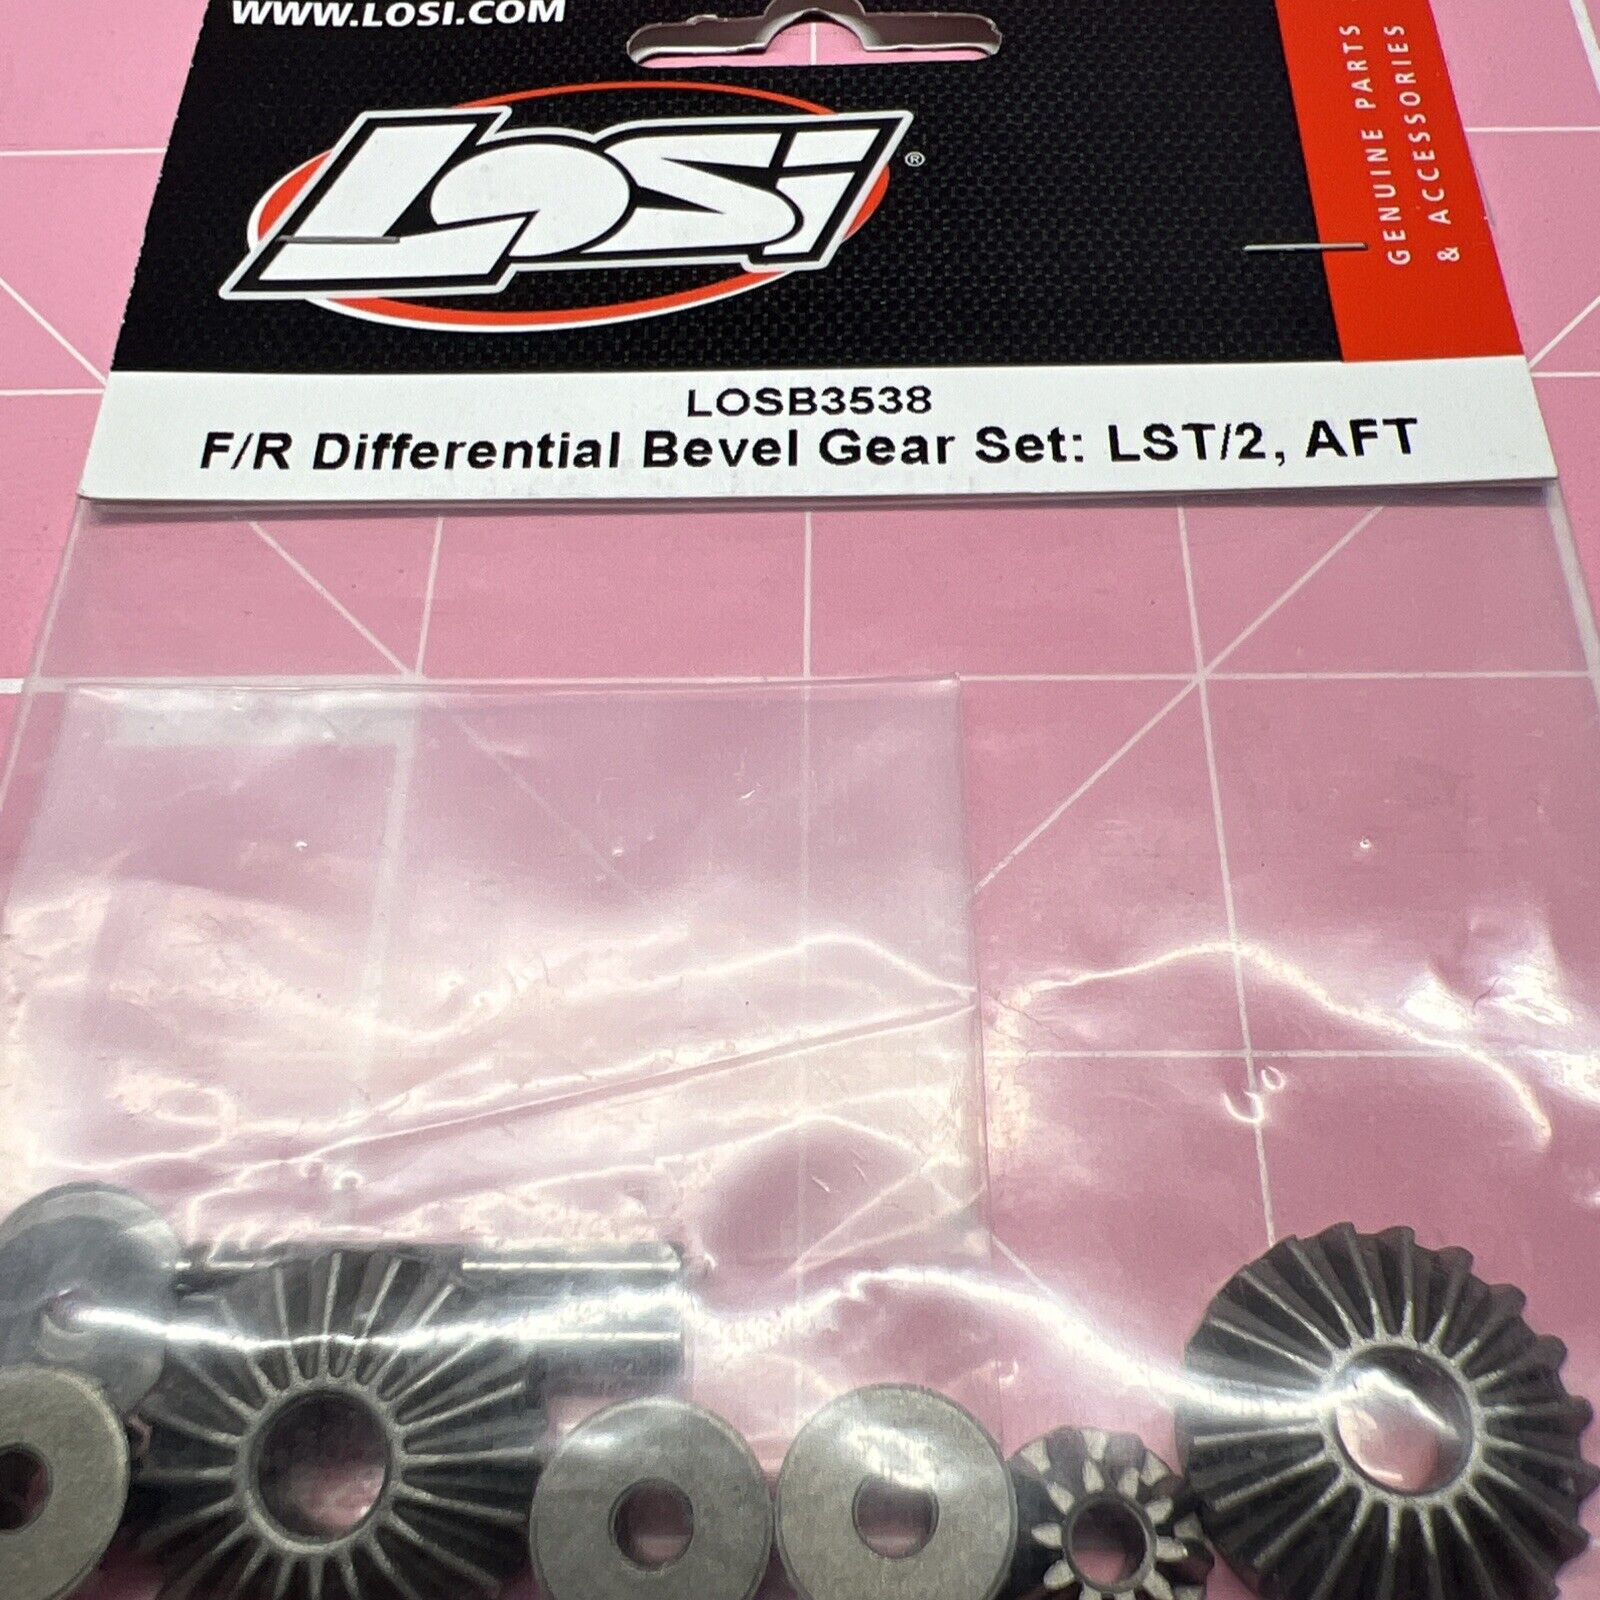 WWW.LOSI.COM
LOSi®
GENUINE PARTS
& ACCESSORIES
LOSB3538
F/R Differential Bevel Gear Set: LST/2, AFT